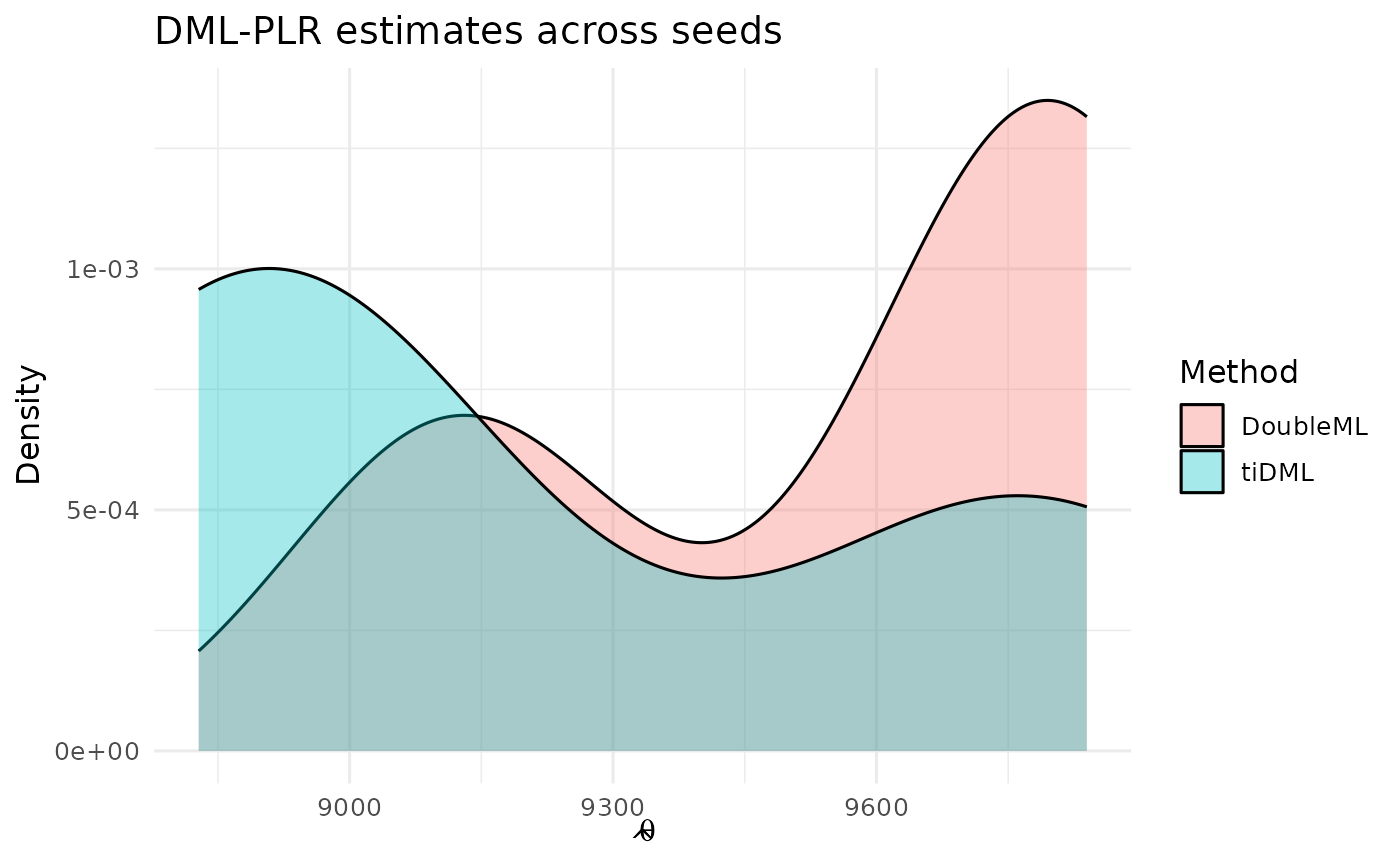 DML-PLR estimates across seeds
Density
1e-03
5e-04
0e+00
9000
9300
9600
θ̂
Method
DoubleML
tiDML